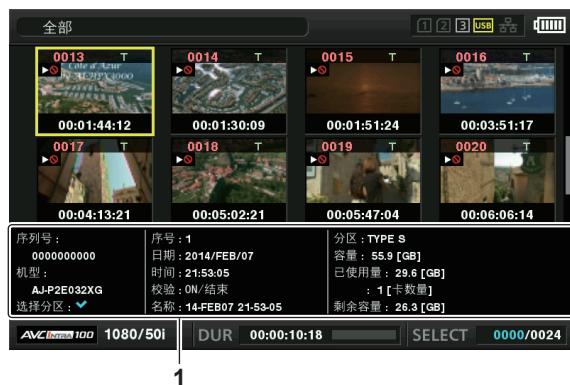 全部
1 2 3 USB
0013 T
0014 T
0015 T
0016 T
Côte d'Azur
AJ-HPX3000
00:01:44:12
00:01:30:09
00:01:51:24
00:03:51:17
0017 T
0018 T
0019 T
0020 T
00:04:13:21
00:05:02:21
00:05:47:04
00:06:06:14
序列号：
0000000000
机型：
AJ-P2E032XG
选择分区：
序号：1
日期：2014/FEB/07
时间：21:53:05
校验：ON/结束
名称：14-FEB07 21-53-05
分区：TYPE S
容量： 55.9 [GB]
已使用量： 29.6 [GB]
： 1 [卡数量]
剩余容量： 26.3 [GB]
AVC INTRA 100 1080/50i
DUR 00:00:10:18
SELECT 0000/0024
1